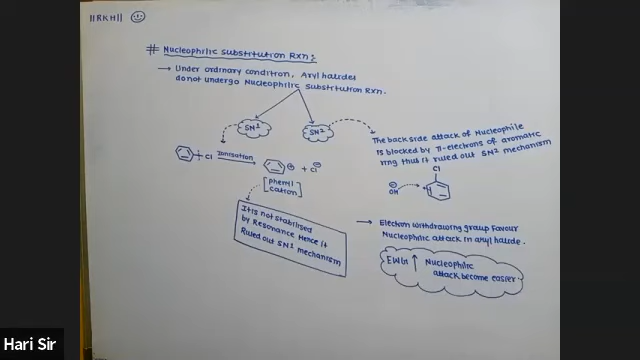 ||RKH||
# Nucleophilic Substitution Rxn:
→ Under ordinary condition, Aryl halides
do not undergo Nucleophilic Substitution Rxn.
SN1
SN2
Cl
Ionisation
⊕
+ Cl⊖
[phenyl
cation]
It is not stabilised
by Resonance Hence it
Ruled out SN1 mechanism
The back side attack of Nucleophile
is blocked by π-electrons of aromatic
ring thus it ruled out SN2 mechanism
Cl
⊖
OH
→ Electron withdrawing group Favour
Nucleophilic attack in aryl halide.
EWG ↑ Nucleophilic
attack become easier
Hari Sir